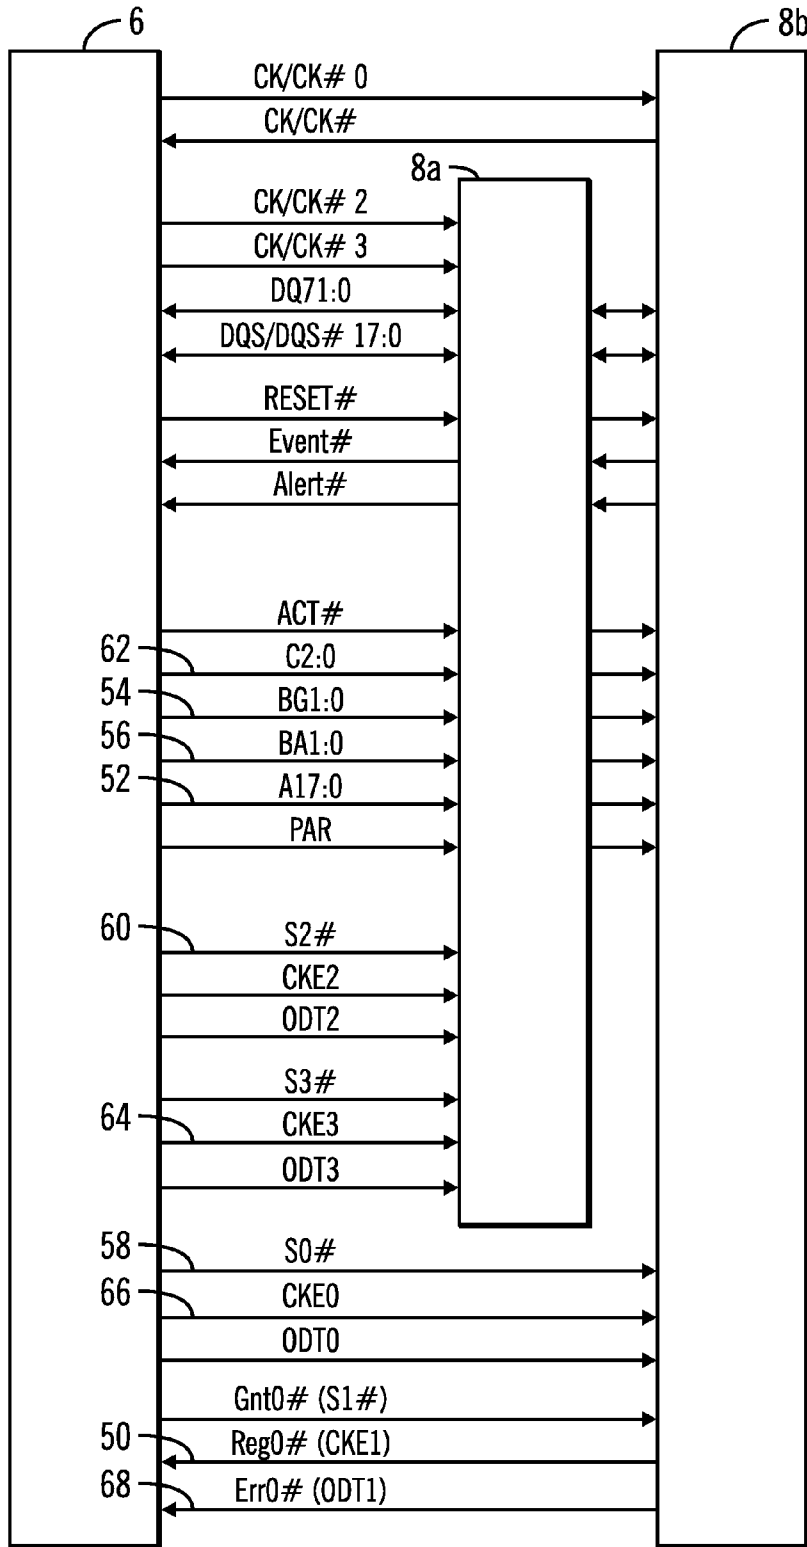 6
8b
CK/CK# 0
CK/CK#
8a
CK/CK# 2
CK/CK# 3
DQ71:0
DQS/DQS# 17:0
RESET#
Event#
Alert#
ACT#
62 C2:0
54 BG1:0
56 BA1:0
52 A17:0
PAR
60 S2#
CKE2
ODT2
S3#
64 CKE3
ODT3
58 S0#
66 CKE0
ODT0
Gnt0# (S1#)
50 Reg0# (CKE1)
68 Err0# (ODT1)